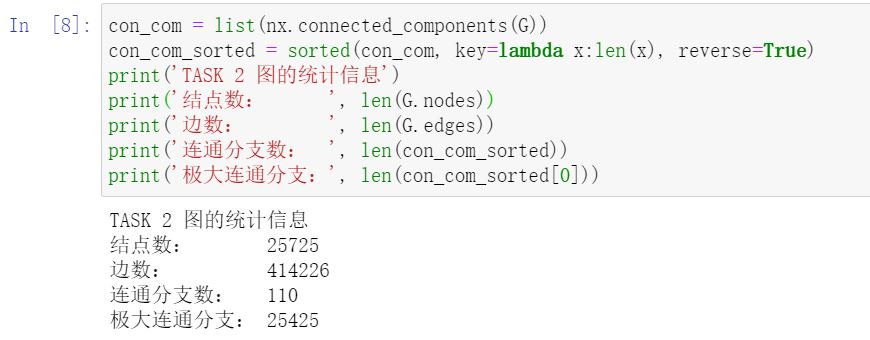 In [8]: con_com = list(nx.connected_components(G))
con_com_sorted = sorted(con_com, key=lambda x:len(x), reverse=True)
print('TASK 2 图的统计信息')
print('结点数：      ', len(G.nodes))
print('边数：        ', len(G.edges))
print('连通分支数：  ', len(con_com_sorted))
print('极大连通分支：', len(con_com_sorted[0]))
TASK 2 图的统计信息
结点数：       25725
边数：         414226
连通分支数：   110
极大连通分支： 25425